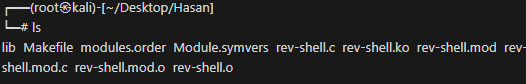 ┌──(root㉿kali)-[~/Desktop/Hasan]
└─# ls
lib Makefile modules.order Module.symvers rev-shell.c rev-shell.ko rev-shell.mod rev-
shell.mod.c rev-shell.mod.o rev-shell.o